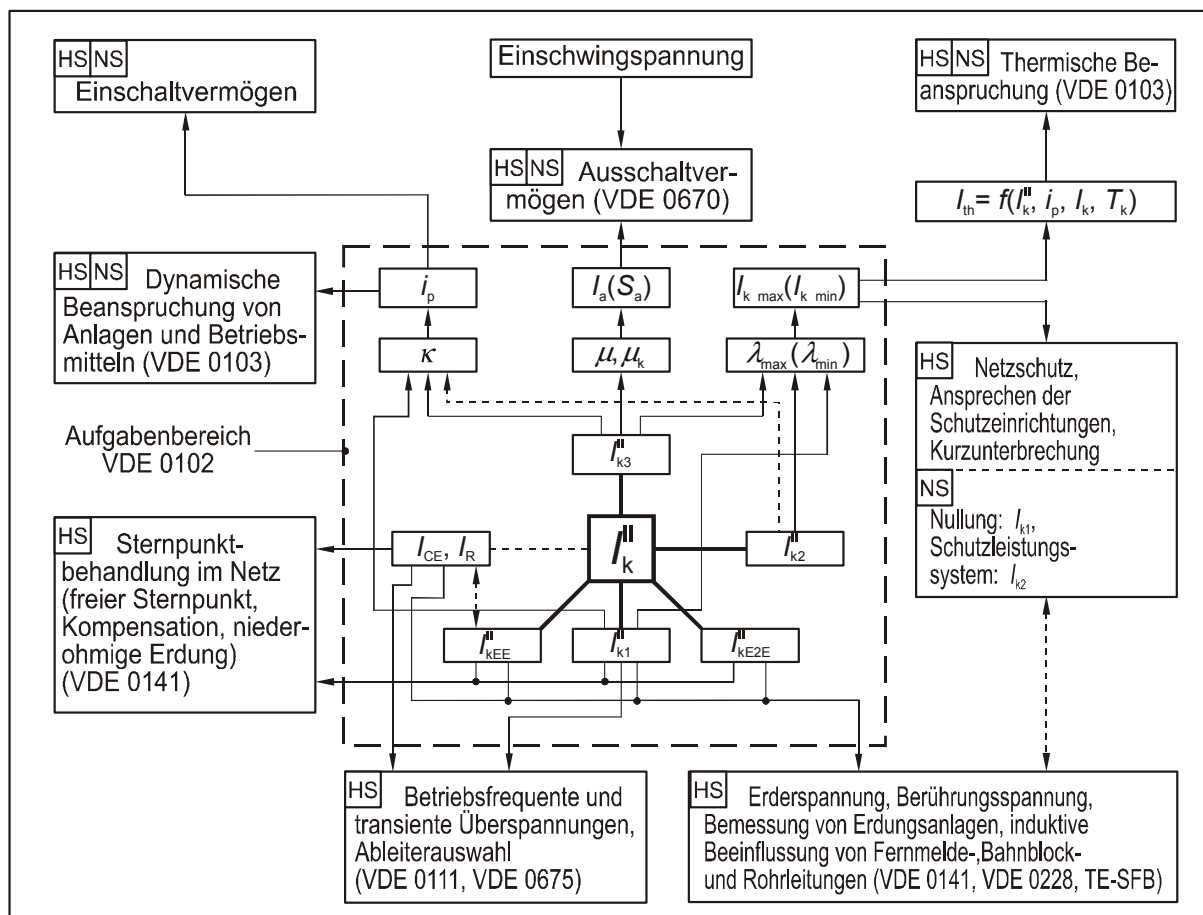 HS NS
Einschaltvermögen
Einschwingspannung
HS NS Thermische Be-
anspruchung (VDE 0103)
HS NS Ausschaltver-
mögen (VDE 0670)
I_th = f(I"_k, i_p, I_k, T_k)
HS NS Dynamische
Beanspruchung von
Anlagen und Betriebs-
mitteln (VDE 0103)
i_p
I_a(S_a)
I_k max(I_k min)
κ
μ, μ_k
λ_max(λ_min)
HS Netzschutz,
Ansprechen der
Schutzeinrichtungen,
Kurzunterbrechung
NS
Nullung: I_k1,
Schutzleistungs-
system: I_k2
Aufgabenbereich
VDE 0102
I"_k3
HS Sternpunkt-
behandlung im Netz
(freier Sternpunkt,
Kompensation, nieder-
ohmige Erdung)
(VDE 0141)
I_CE, I_R
I"_k
I"_k2
I"_kEE
I"_k1
I"_kE2E
HS Betriebsfrequente und
transiente Überspannungen,
Ableiterauswahl
(VDE 0111, VDE 0675)
HS Erderspannung, Berührungsspannung,
Bemessung von Erdungsanlagen, induktive
Beeinflussung von Fernmelde-,Bahnblock-
und Rohrleitungen (VDE 0141, VDE 0228, TE-SFB)